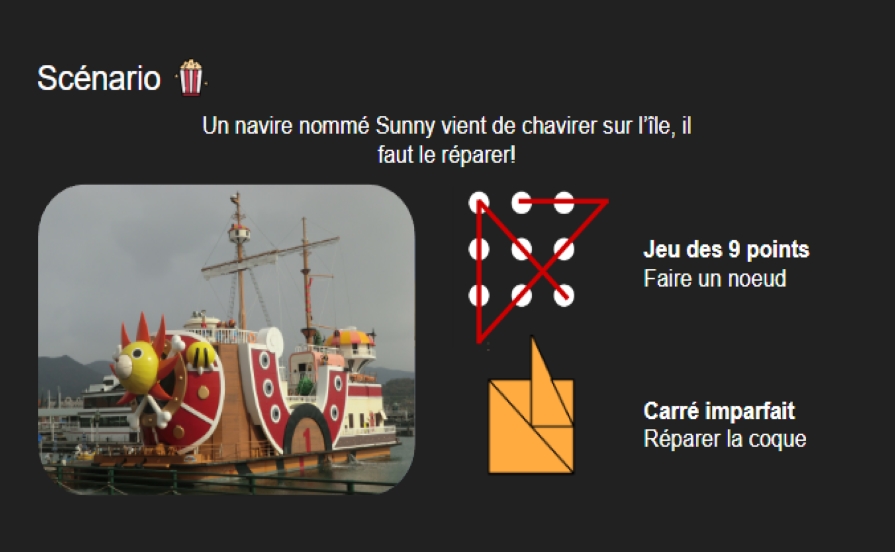 Scénario
Un navire nommé Sunny vient de chavirer sur l'île, il
faut le réparer!
Jeu des 9 points
Faire un noeud
Carré imparfait
Réparer la coque
1